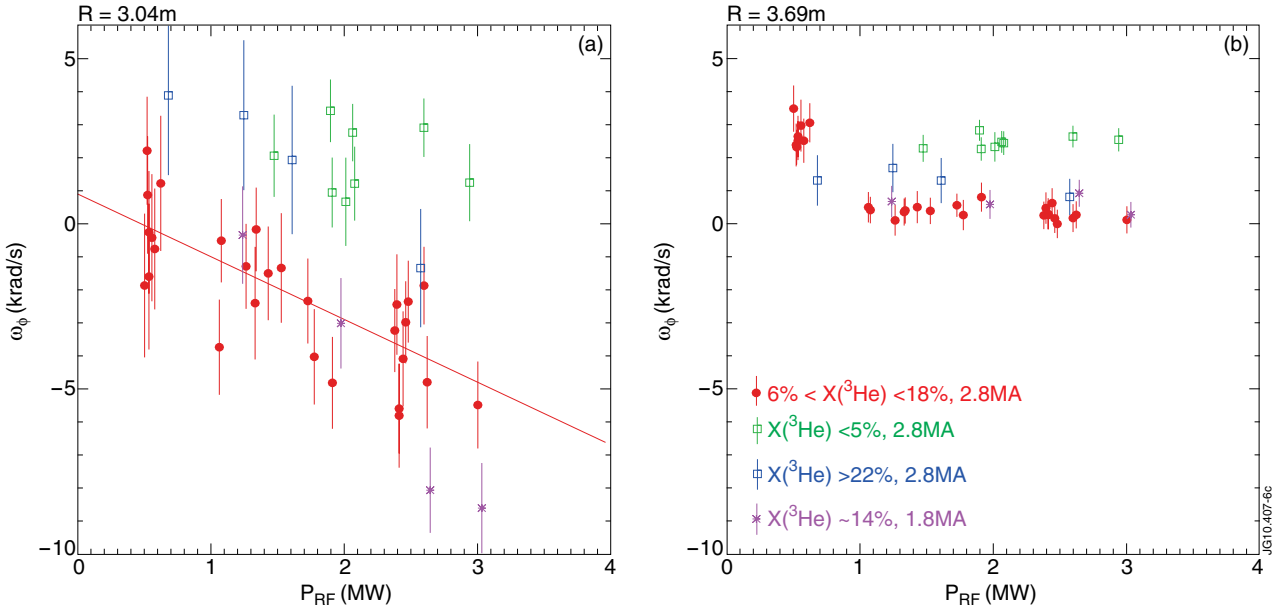 R = 3.04m
(a)
5
0
−5
−10
ωϕ (krad/s)
0 1 2 3 4
PRF (MW)
R = 3.69m
(b)
5
0
−5
−10
ωϕ (krad/s)
6% < X(³He) <18%, 2.8MA
X(³He) <5%, 2.8MA
X(³He) >22%, 2.8MA
X(³He) ~14%, 1.8MA
0 1 2 3 4
PRF (MW)
JG10.407-6c